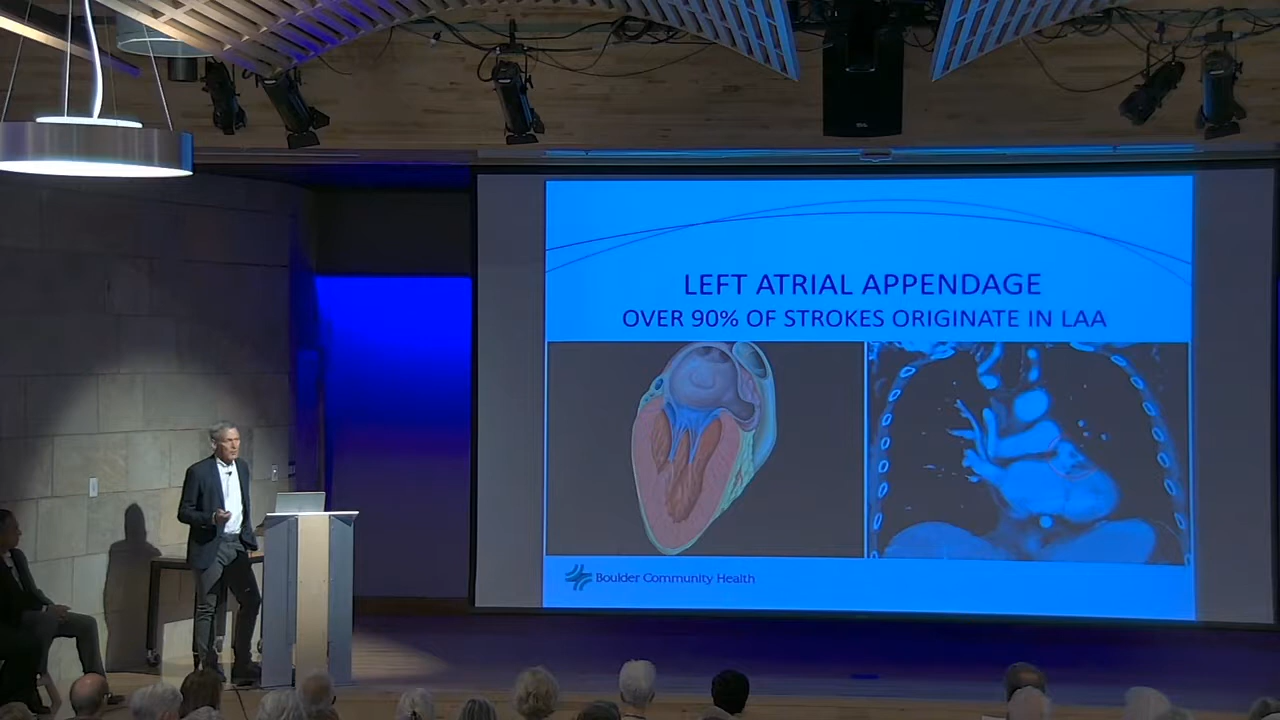 LEFT ATRIAL APPENDAGE
OVER 90% OF STROKES ORIGINATE IN LAA
Boulder Community Health